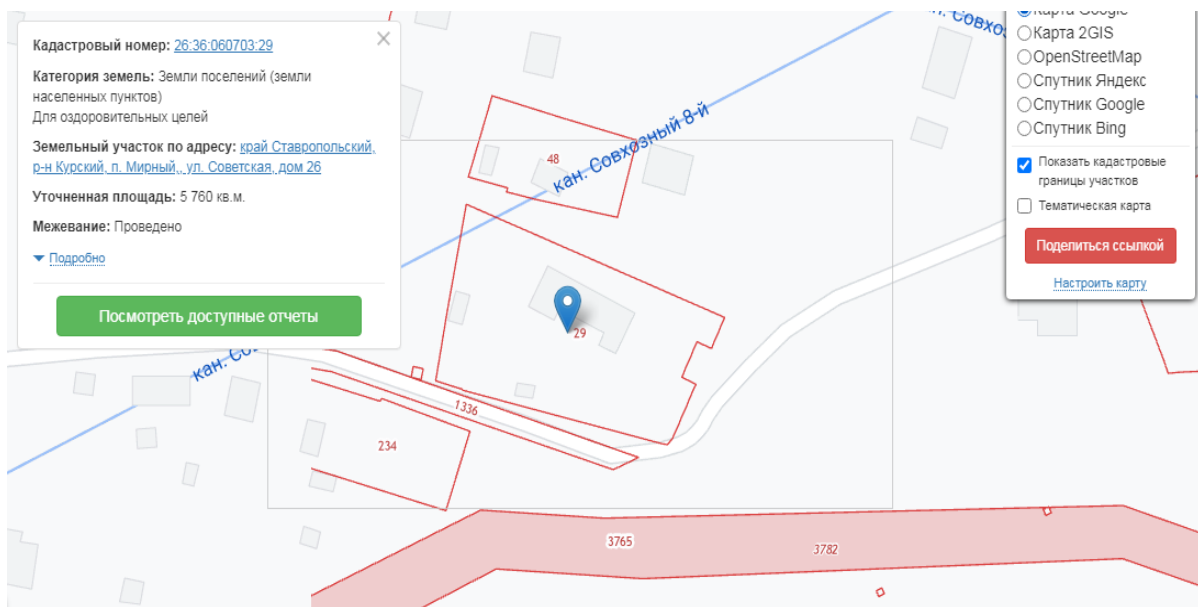 Кадастровый номер: 26:36:060703:29
Категория земель: Земли поселений (земли
населенных пунктов)
Для оздоровительных целей
Земельный участок по адресу: край Ставропольский,
р-н Курский, п. Мирный,, ул. Советская, дом 26
Уточненная площадь: 5 760 кв.м.
Межевание: Проведено
Подробно
Посмотреть доступные отчеты
Карта Google
Карта 2GIS
OpenStreetMap
Спутник Яндекс
Спутник Google
Спутник Bing
Показать кадастровые
границы участков
Тематическая карта
Поделиться ссылкой
Настроить карту
48
кан. Совхозный 8-й
29
1336
234
3765
3782